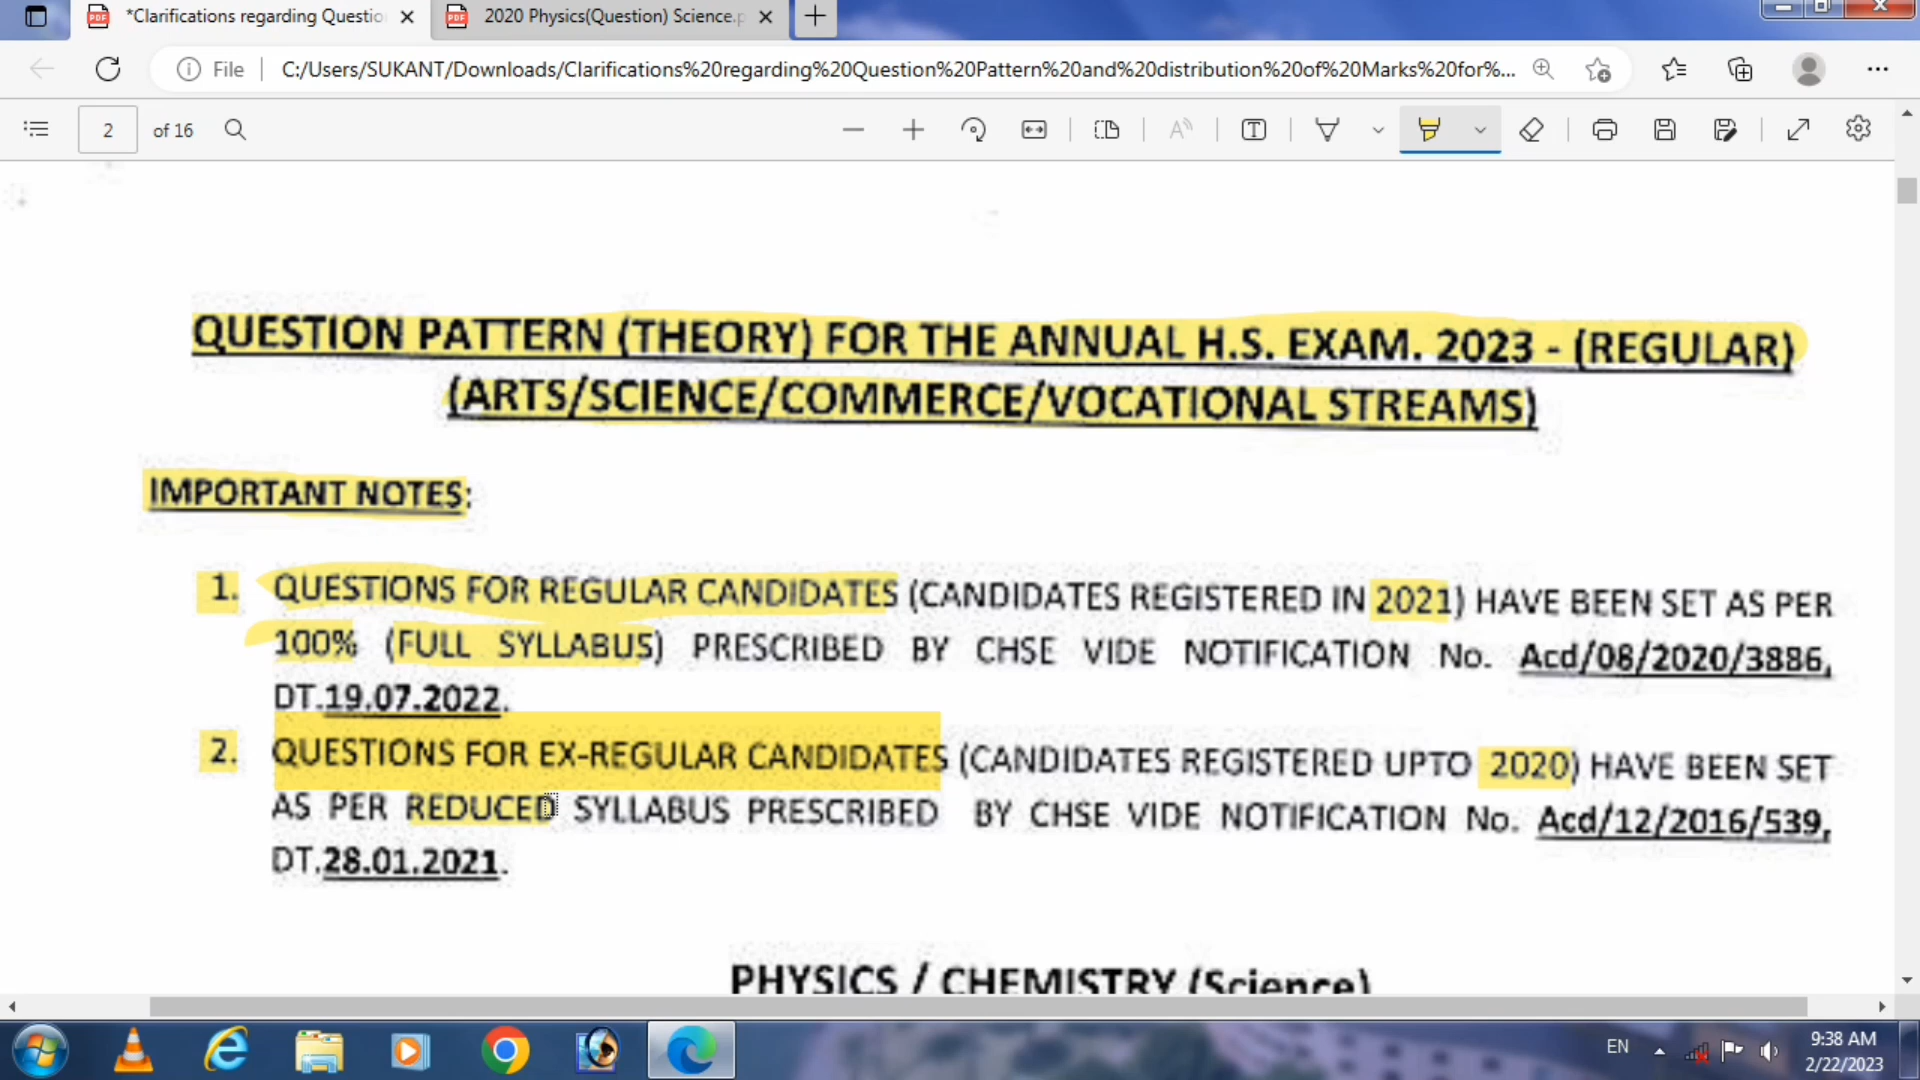 *Clarifications regarding Questio
2020 Physics(Question) Science.p
File
C:/Users/SUKANT/Downloads/Clarifications%20regarding%20Question%20Pattern%20and%20distribution%20of%20Marks%20for%...
2 of 16
QUESTION PATTERN (THEORY) FOR THE ANNUAL H.S. EXAM. 2023 - (REGULAR)
(ARTS/SCIENCE/COMMERCE/VOCATIONAL STREAMS)
IMPORTANT NOTES:
1. QUESTIONS FOR REGULAR CANDIDATES (CANDIDATES REGISTERED IN 2021) HAVE BEEN SET AS PER
100% (FULL SYLLABUS) PRESCRIBED BY CHSE VIDE NOTIFICATION No. Acd/08/2020/3886,
DT.19.07.2022.
2. QUESTIONS FOR EX-REGULAR CANDIDATES (CANDIDATES REGISTERED UPTO 2020) HAVE BEEN SET
AS PER REDUCED SYLLABUS PRESCRIBED BY CHSE VIDE NOTIFICATION No. Acd/12/2016/539,
DT.28.01.2021.
PHYSICS / CHEMISTRY (Science)
EN
9:38 AM
2/22/2023